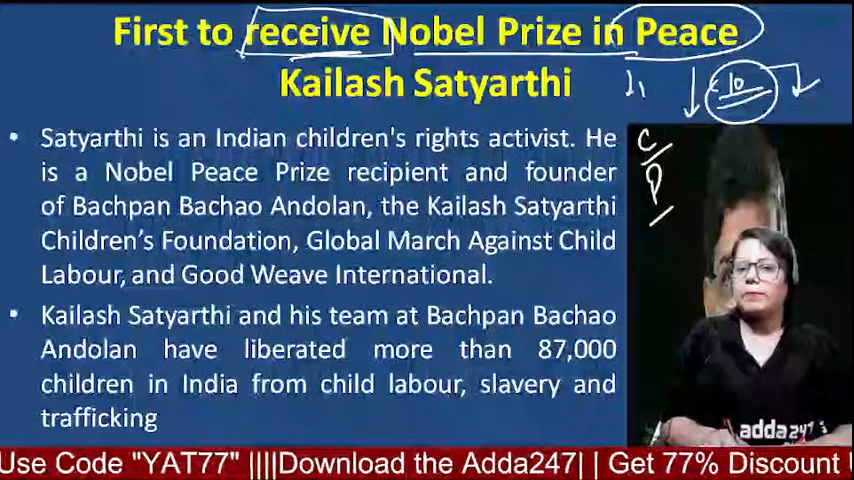 First to receive Nobel Prize in Peace
Kailash Satyarthi
10
C
P
• Satyarthi is an Indian children's rights activist. He
is a Nobel Peace Prize recipient and founder
of Bachpan Bachao Andolan, the Kailash Satyarthi
Children's Foundation, Global March Against Child
Labour, and Good Weave International.
• Kailash Satyarthi and his team at Bachpan Bachao
Andolan have liberated more than 87,000
children in India from child labour, slavery and
trafficking
adda247
Use Code "YAT77" ||||Download the Adda247| | Get 77% Discount